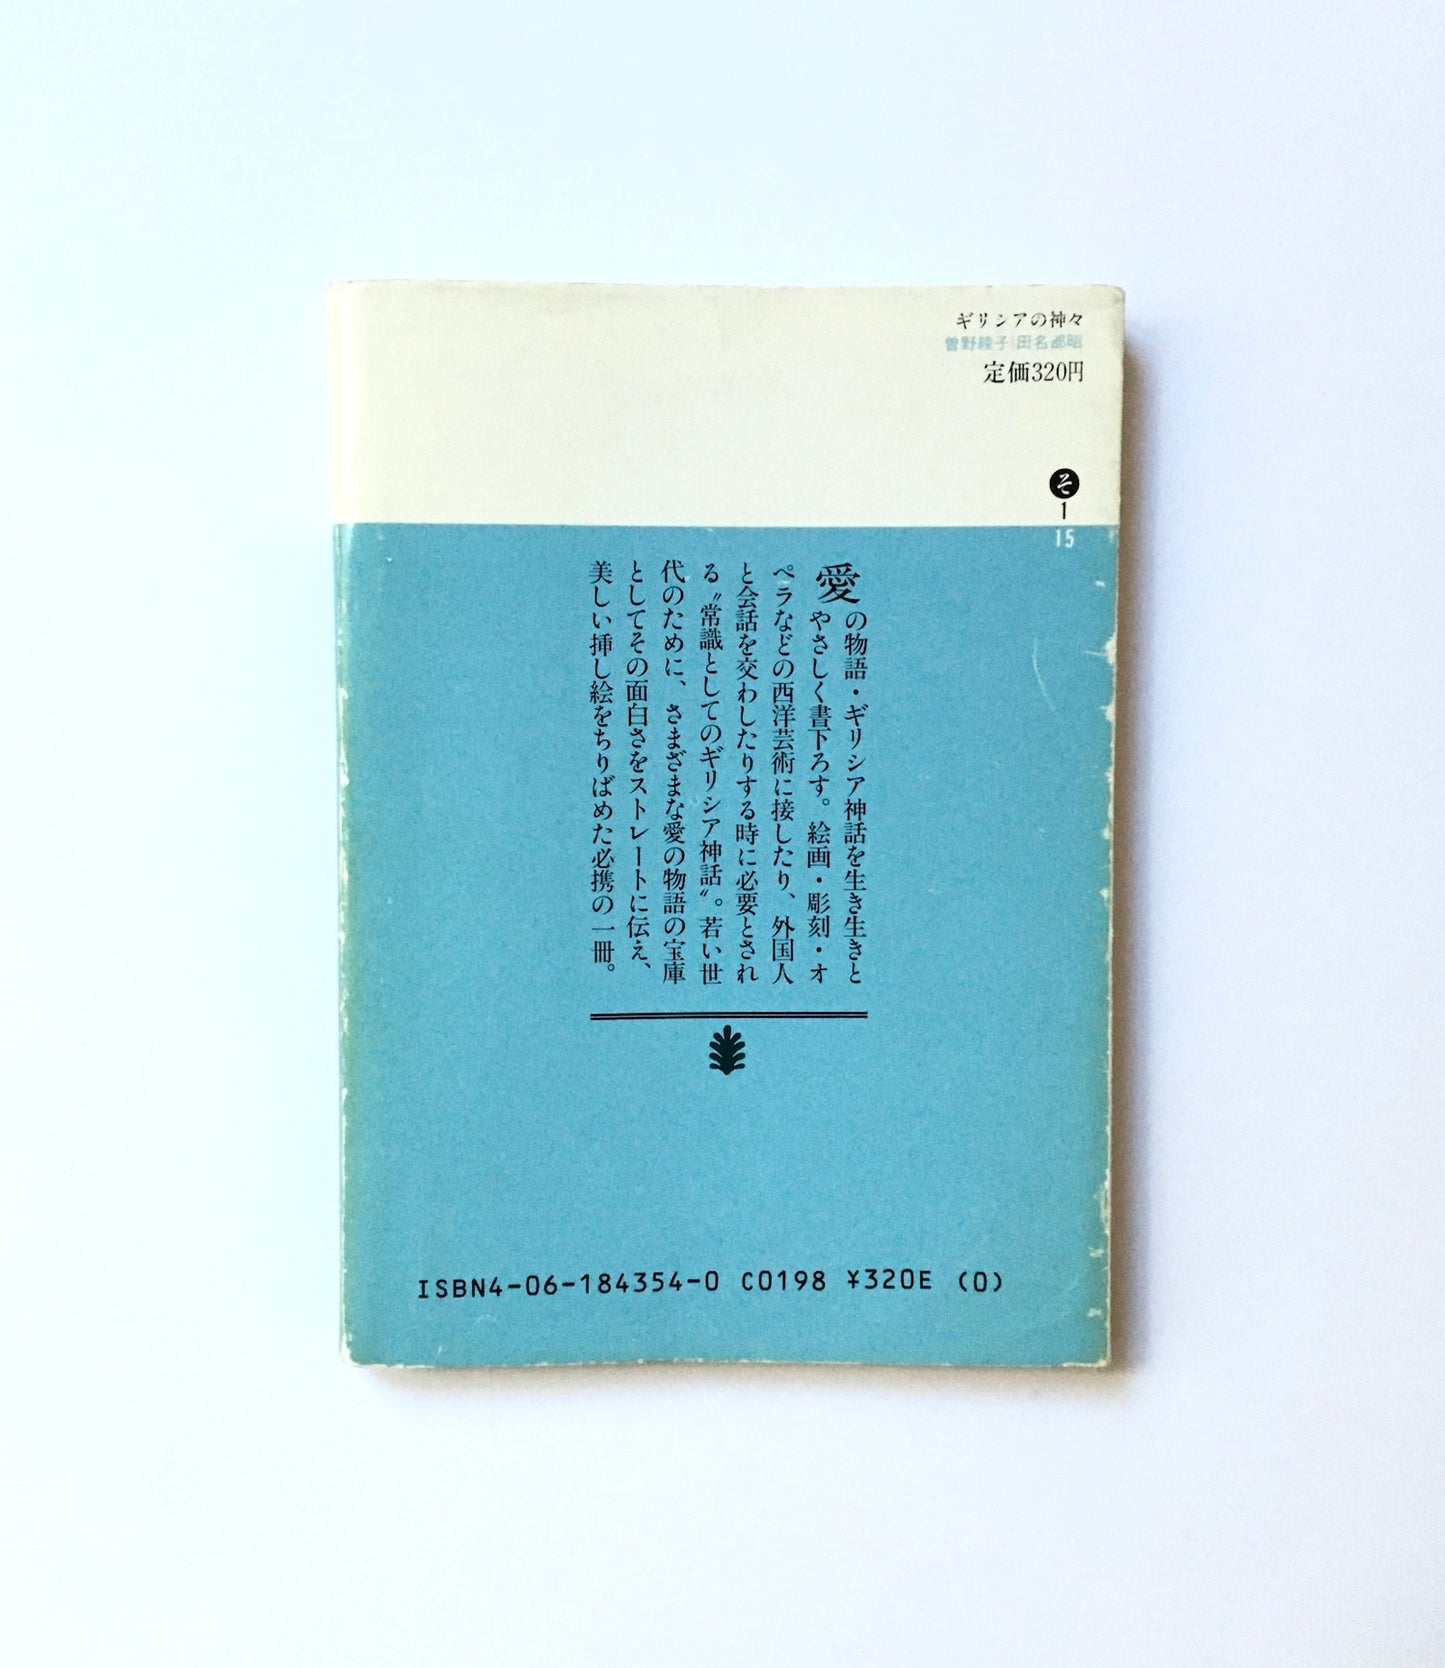 ギリシアの神々
曽野綾子|田名部昭
定価320円
そ
1
15
愛の物語・ギリシア神話を生き生きと
やさしく書下ろす。絵画・彫刻・オ
ペラなどの西洋芸術に接したり、外国人
と会話を交わしたりする時に必要とされ
る〝常識としてのギリシア神話〟。若い世
代のために、さまざまな愛の物語の宝庫
としてその面白さをストレートに伝え、
美しい挿し絵をちりばめた必携の一冊。
ISBN4-06-184354-0 C0198 ¥320E (0)